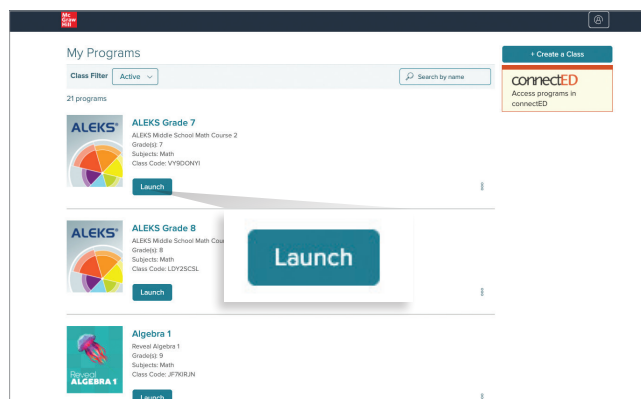 Mc
Graw
Hill
My Programs
+ Create a Class
Class Filter
Active
Search by name
connectED
Access programs in
connectED
21 programs
ALEKS®
ALEKS Grade 7
ALEKS Middle School Math Course 2
Grade(s): 7
Subjects: Math
Class Code: VY9DONYI
Launch
ALEKS®
ALEKS Grade 8
ALEKS Middle School Math
Grade(s): 8
Subjects: Math
Class Code: LDY25CSL
Launch
Launch
Reveal
ALGEBRA 1
Algebra 1
Reveal Algebra 1
Grade(s): 9
Subjects: Math
Class Code: JF7KIRJN
Launch